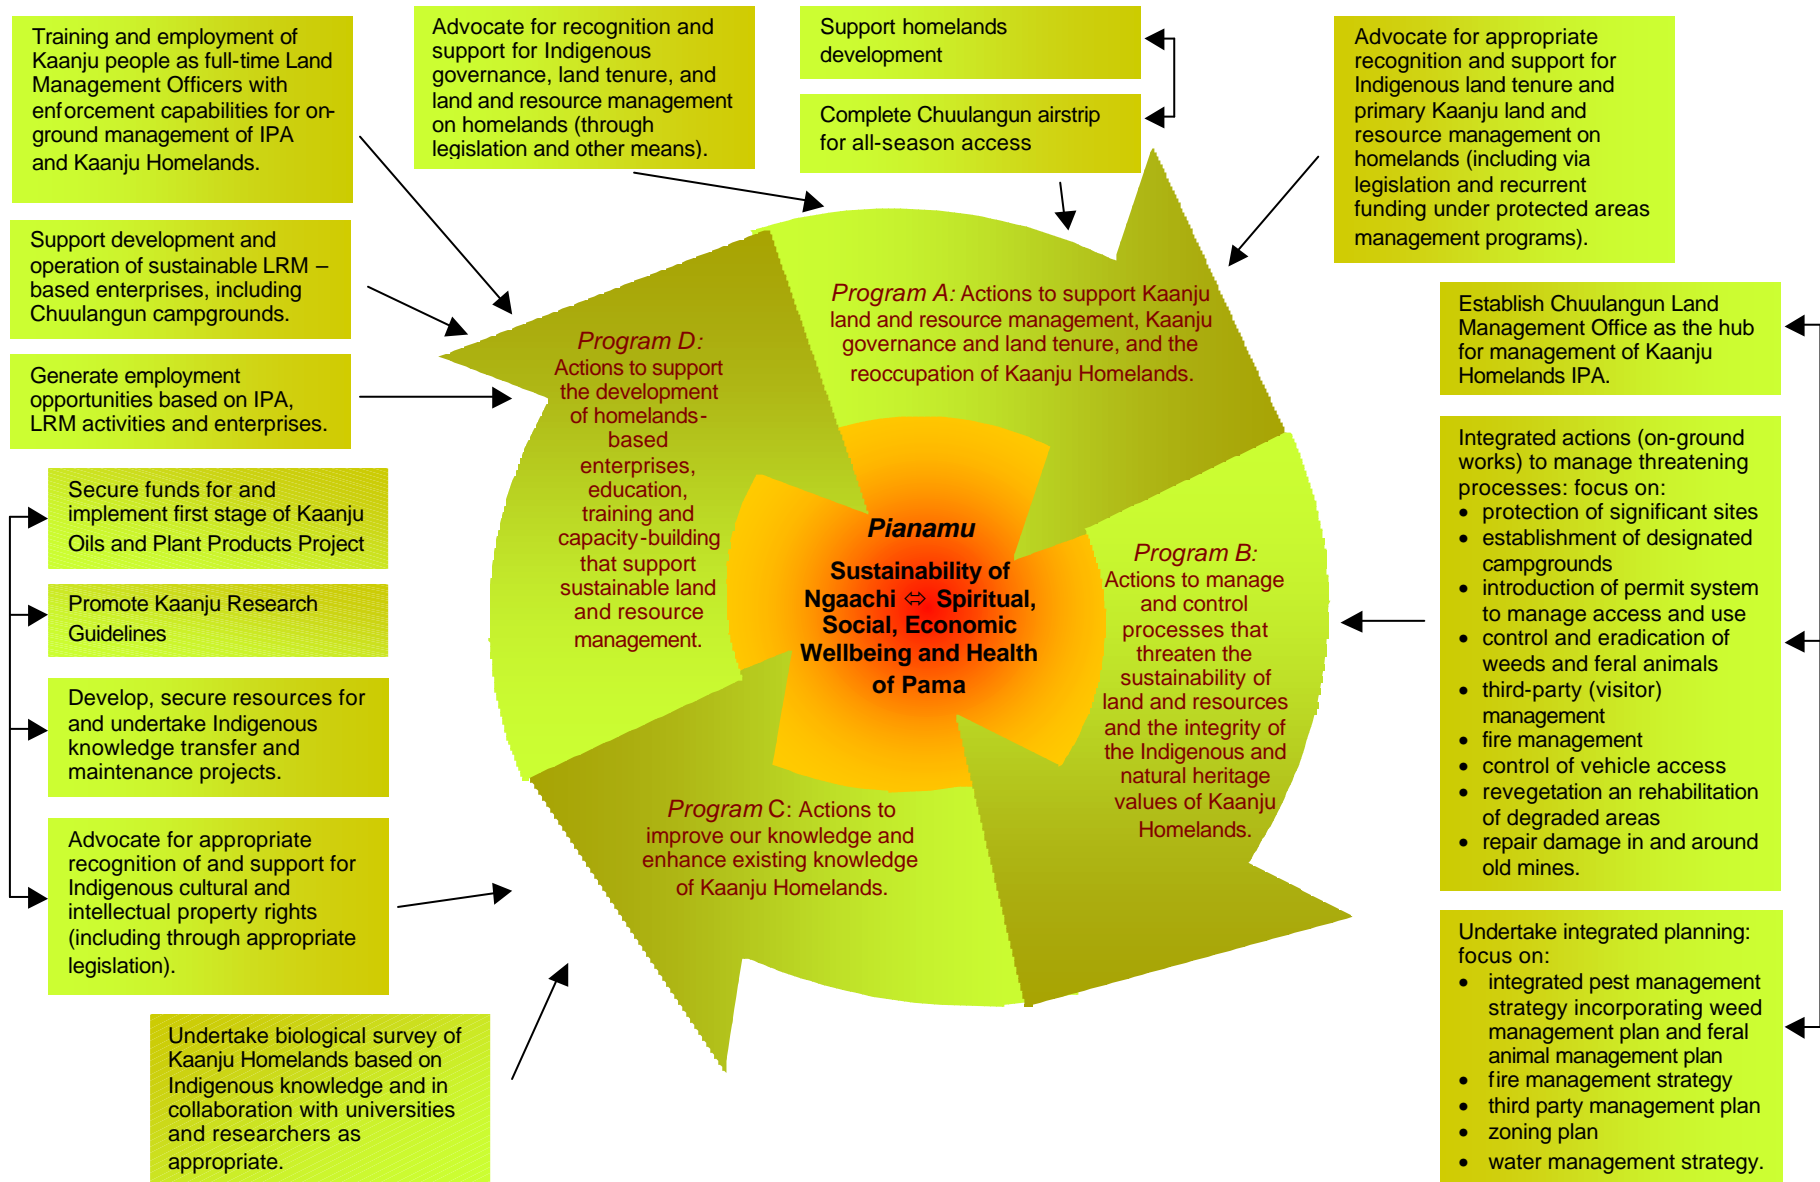 Training and employment of
Kaanju people as full-time Land
Management Officers with
enforcement capabilities for on-
ground management of IPA
and Kaanju Homelands.
Advocate for recognition and
support for Indigenous
governance, land tenure, and
land and resource management
on homelands (through
legislation and other means).
Support homelands
development
Complete Chuulangun airstrip
for all-season access
Advocate for appropriate
recognition and support for
Indigenous land tenure and
primary Kaanju land and
resource management on
homelands (including via
legislation and recurrent
funding under protected areas
management programs).
Support development and
operation of sustainable LRM –
based enterprises, including
Chuulangun campgrounds.
Generate employment
opportunities based on IPA,
LRM activities and enterprises.
Secure funds for and
implement first stage of Kaanju
Oils and Plant Products Project
Promote Kaanju Research
Guidelines
Develop, secure resources for
and undertake Indigenous
knowledge transfer and
maintenance projects.
Advocate for appropriate
recognition of and support for
Indigenous cultural and
intellectual property rights
(including through appropriate
legislation).
Undertake biological survey of
Kaanju Homelands based on
Indigenous knowledge and in
collaboration with universities
and researchers as
appropriate.
Program A: Actions to support Kaanju
land and resource management, Kaanju
governance and land tenure, and the
reoccupation of Kaanju Homelands.
Program D:
Actions to support
the development
of homelands-
based
enterprises,
education,
training and
capacity-building
that support
sustainable land
and resource
management.
Pianamu
Sustainability of
Ngaachi ⇔ Spiritual,
Social, Economic
Wellbeing and Health
of Pama
Program B:
Actions to manage
and control
processes that
threaten the
sustainability of
land and resources
and the integrity of
the Indigenous and
natural heritage
values of Kaanju
Homelands.
Program C: Actions to
improve our knowledge and
enhance existing knowledge
of Kaanju Homelands.
Establish Chuulangun Land
Management Office as the hub
for management of Kaanju
Homelands IPA.
Integrated actions (on-ground
works) to manage threatening
processes: focus on:
• protection of significant sites
• establishment of designated
campgrounds
• introduction of permit system
to manage access and use
• control and eradication of
weeds and feral animals
• third-party (visitor)
management
• fire management
• control of vehicle access
• revegetation an rehabilitation
of degraded areas
• repair damage in and around
old mines.
Undertake integrated planning:
focus on:
• integrated pest management
strategy incorporating weed
management plan and feral
animal management plan
• fire management strategy
• third party management plan
• zoning plan
• water management strategy.